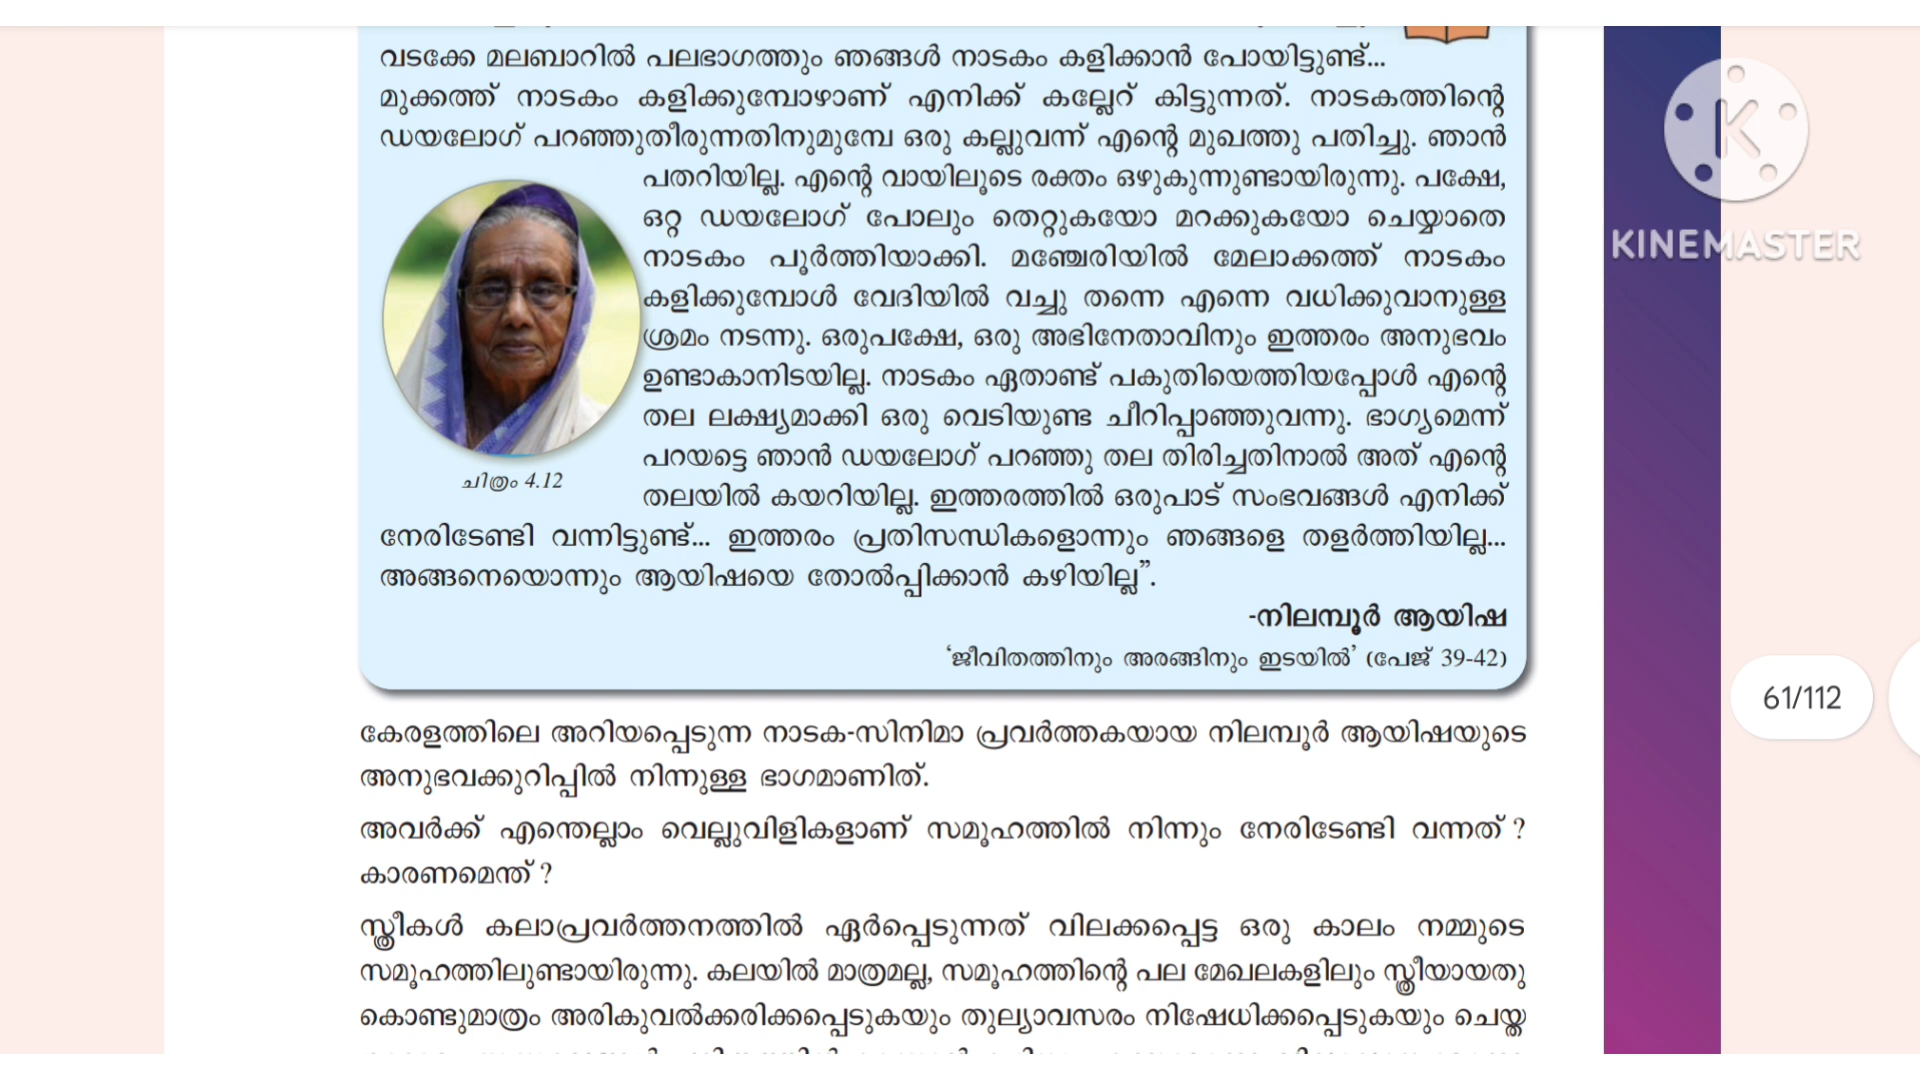 വടക്കേ മലബാറിൽ പലഭാഗത്തും ഞങ്ങൾ നാടകം കളിക്കാൻ പോയിട്ടുണ്ട്...
മുക്കത്ത് നാടകം കളിക്കുമ്പോഴാണ് എനിക്ക് കല്ലേറ് കിട്ടുന്നത്. നാടകത്തിന്റെ
ഡയലോഗ് പറഞ്ഞുതീരുന്നതിനുമുമ്പേ ഒരു കല്ലുവന്ന് എന്റെ മുഖത്തു പതിച്ചു. ഞാൻ
പതറിയില്ല. എന്റെ വായിലൂടെ രക്തം ഒഴുകുന്നുണ്ടായിരുന്നു. പക്ഷേ,
ഒറ്റ ഡയലോഗ് പോലും തെറ്റുകയോ മറക്കുകയോ ചെയ്യാതെ
നാടകം പൂർത്തിയാക്കി. മഞ്ചേരിയിൽ മേലാക്കത്ത് നാടകം
കളിക്കുമ്പോൾ വേദിയിൽ വച്ചു തന്നെ എന്നെ വധിക്കുവാനുള്ള
ശ്രമം നടന്നു. ഒരുപക്ഷേ, ഒരു അഭിനേതാവിനും ഇത്തരം അനുഭവം
ഉണ്ടാകാനിടയില്ല. നാടകം ഏതാണ്ട് പകുതിയെത്തിയപ്പോൾ എന്റെ
തല ലക്ഷ്യമാക്കി ഒരു വെടിയുണ്ട ചീറിപ്പാഞ്ഞുവന്നു. ഭാഗ്യമെന്ന്
പറയട്ടെ ഞാൻ ഡയലോഗ് പറഞ്ഞു തല തിരിച്ചതിനാൽ അത് എന്റെ
തലയിൽ കയറിയില്ല. ഇത്തരത്തിൽ ഒരുപാട് സംഭവങ്ങൾ എനിക്ക്
നേരിടേണ്ടി വന്നിട്ടുണ്ട്... ഇത്തരം പ്രതിസന്ധികളൊന്നും ഞങ്ങളെ തളർത്തിയില്ല...
അങ്ങനെയൊന്നും ആയിഷയെ തോൽപ്പിക്കാൻ കഴിയില്ല”.
ചിത്രം 4.12
-നിലമ്പൂർ ആയിഷ
‘ജീവിതത്തിനും അരങ്ങിനും ഇടയിൽ’ (പേജ് 39-42)
കേരളത്തിലെ അറിയപ്പെടുന്ന നാടക-സിനിമാ പ്രവർത്തകയായ നിലമ്പൂർ ആയിഷയുടെ
അനുഭവക്കുറിപ്പിൽ നിന്നുള്ള ഭാഗമാണിത്.
അവർക്ക് എന്തെല്ലാം വെല്ലുവിളികളാണ് സമൂഹത്തിൽ നിന്നും നേരിടേണ്ടി വന്നത് ?
കാരണമെന്ത് ?
സ്ത്രീകൾ കലാപ്രവർത്തനത്തിൽ ഏർപ്പെടുന്നത് വിലക്കപ്പെട്ട ഒരു കാലം നമ്മുടെ
സമൂഹത്തിലുണ്ടായിരുന്നു. കലയിൽ മാത്രമല്ല, സമൂഹത്തിന്റെ പല മേഖലകളിലും സ്ത്രീയായതു
കൊണ്ടുമാത്രം അരികുവൽക്കരിക്കപ്പെടുകയും തുല്യാവസരം നിഷേധിക്കപ്പെടുകയും ചെയ്ത
K
KINEMASTER
61/112